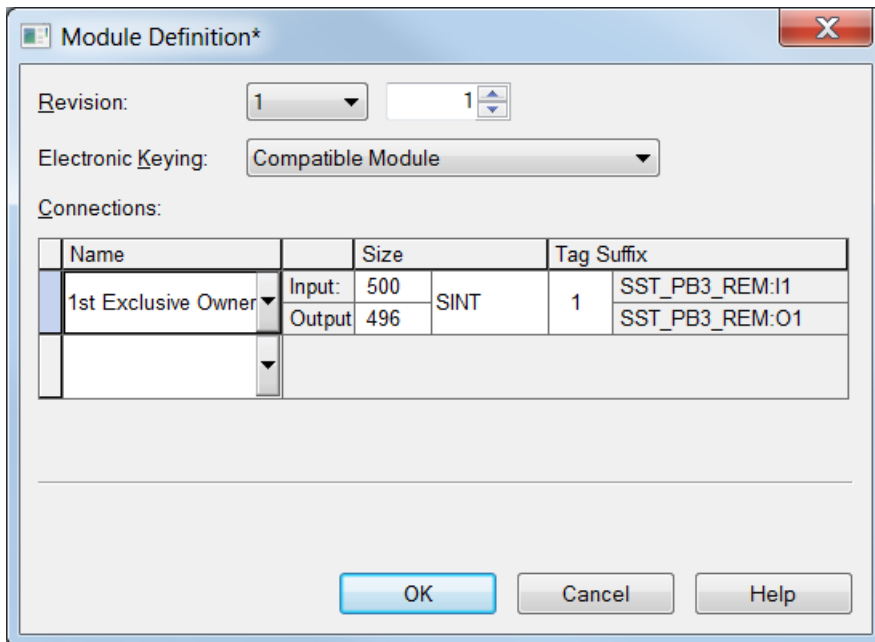 Module Definition*
Revision: 1 1
Electronic Keying: Compatible Module
Connections:
Name Size Tag Suffix
1st Exclusive Owner Input: 500 SINT 1 SST_PB3_REM:I1
Output 496 SST_PB3_REM:O1
OK Cancel Help